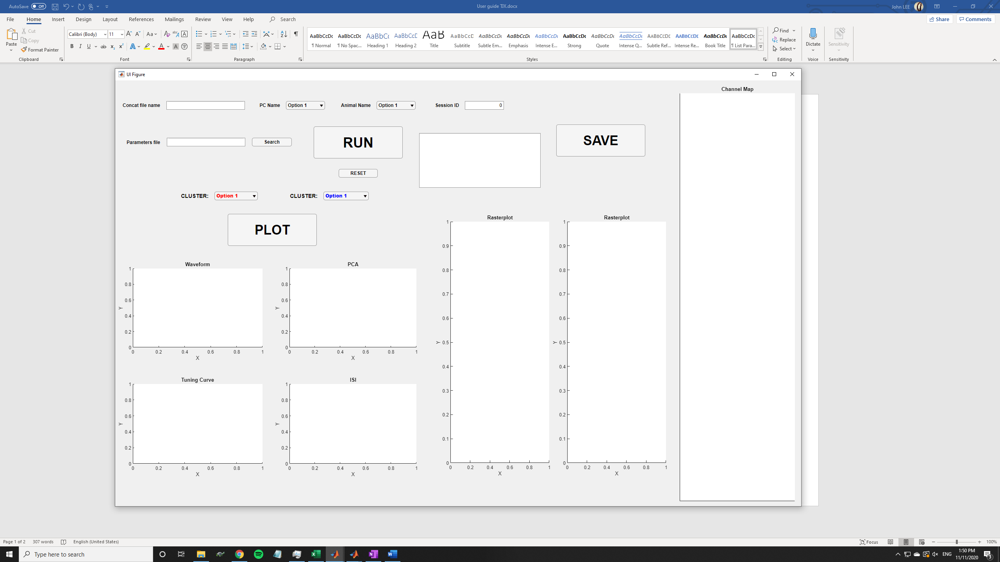 AutoSave Off
User guide TJX.docx
John LEE
File Home Insert Design Layout References Mailings Review View Help Search
Share Comments
Paste
Cut
Copy
Format Painter
Clipboard
Calibri (Body) 11
Font
Paragraph
AaBbCcDc AaBbCcDc AaBbCc AaBbCcD AaB AaBbCcD AaBbCcDc AaBbCcDc AaBbCcDc AaBbCcDc AaBbCcDc AaBbCcDc AaBbCcDd AaBbCcDd AaBbCcDc AaBbCcDc
¶ Normal ¶ No Spac... Heading 1 Heading 2 Title Subtitle Subtle Em... Emphasis Intense E... Strong Quote Intense Q... Subtle Ref... Intense Re... Book Title ¶ List Para...
Styles
Find
Replace
Select
Editing
Dictate
Voice
Sensitivity
Sensitivity
UI Figure
Concat file name
PC Name Option 1
Animal Name Option 1
Session ID 0
Channel Map
Parameters file
Search
RUN
SAVE
RESET
CLUSTER: Option 1
CLUSTER: Option 1
PLOT
Waveform
1
0.8
0.6
0.4
0.2
0
Y
0 0.2 0.4 0.6 0.8 1
X
PCA
1
0.8
0.6
0.4
0.2
0
Y
0 0.2 0.4 0.6 0.8 1
X
Tuning Curve
1
0.8
0.6
0.4
0.2
0
Y
0 0.2 0.4 0.6 0.8 1
X
ISI
1
0.8
0.6
0.4
0.2
0
Y
0 0.2 0.4 0.6 0.8 1
X
Rasterplot
1
0.9
0.8
0.7
0.6
0.5
0.4
0.3
0.2
0.1
0
Y
0 0.2 0.4 0.6 0.8 1
X
Rasterplot
1
0.9
0.8
0.7
0.6
0.5
0.4
0.3
0.2
0.1
0
Y
0 0.2 0.4 0.6 0.8 1
X
Page 1 of 2 307 words English (United States)
Focus
100%
Type here to search
ENG
1:50 PM
11/11/2020
3